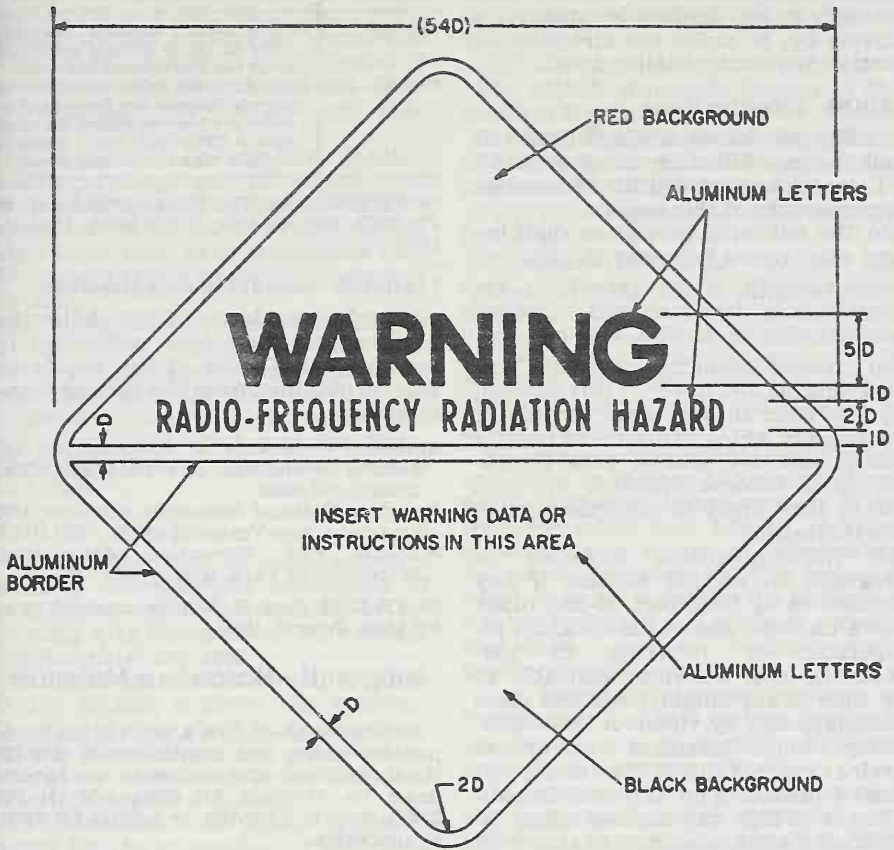 (54D)
RED BACKGROUND
ALUMINUM LETTERS
WARNING
5D
1D
RADIO-FREQUENCY RADIATION HAZARD
2D
D
1D
INSERT WARNING DATA OR
INSTRUCTIONS IN THIS AREA
ALUMINUM
BORDER
ALUMINUM LETTERS
D
2D
BLACK BACKGROUND